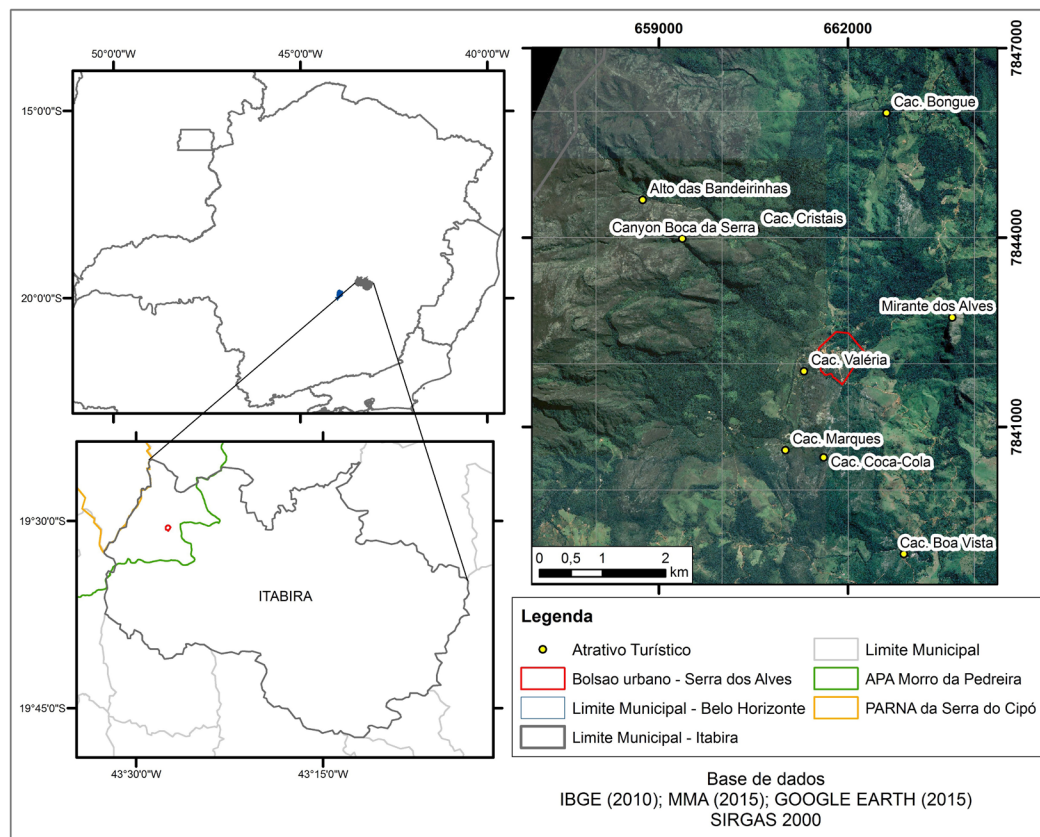 50°0'0"W
45°0'0"W
40°0'0"W
15°0'0"S
20°0'0"S
19°30'0"S
19°45'0"S
ITABIRA
43°30'0"W
43°15'0"W
659000
662000
7847000
7844000
7841000
Cac. Bongue
Alto das Bandeirinhas
Cac. Cristais
Canyon Boca da Serra
Mirante dos Alves
Cac. Valéria
Cac. Marques
Cac. Coca-Cola
Cac. Boa Vista
0 0,5 1 2
km
Legenda
Atrativo Turístico
Bolsao urbano - Serra dos Alves
Limite Municipal - Belo Horizonte
Limite Municipal - Itabira
Limite Municipal
APA Morro da Pedreira
PARNA da Serra do Cipó
Base de dados
IBGE (2010); MMA (2015); GOOGLE EARTH (2015)
SIRGAS 2000